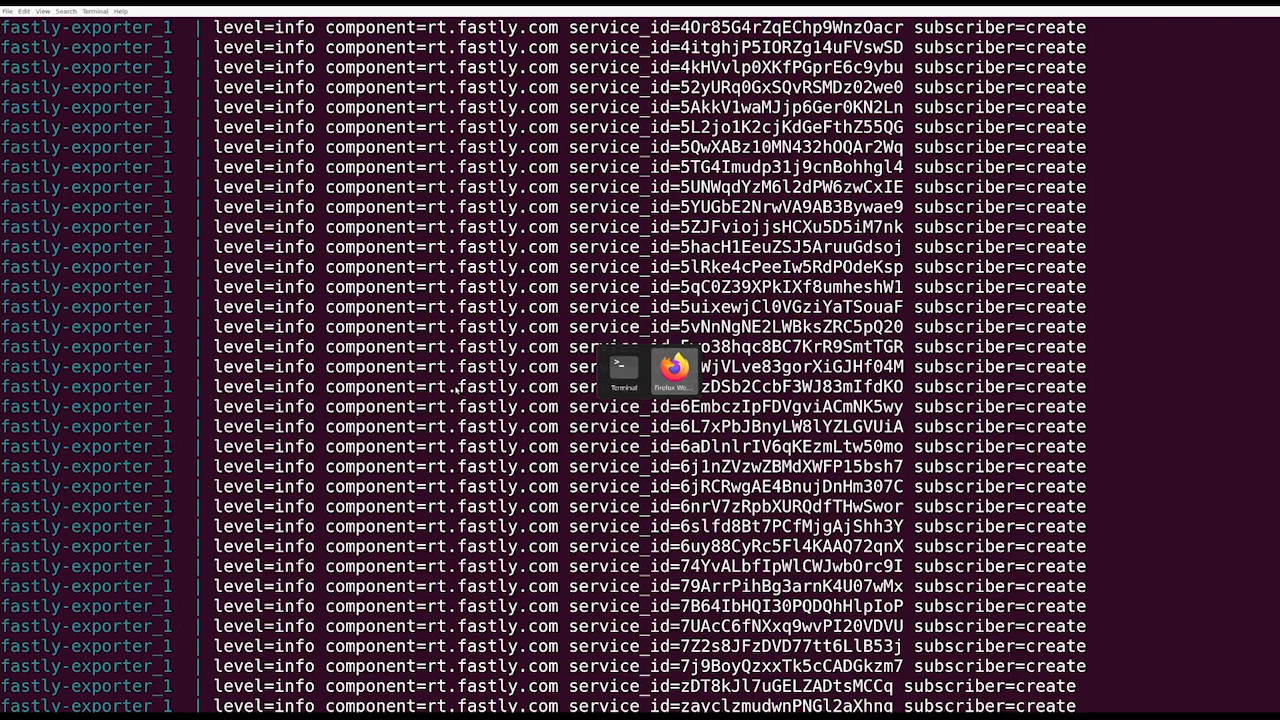 File Edit View Search Terminal Help
fastly-exporter_1 | level=info component=rt.fastly.com service_id=4Or85G4rZqEChp9WnzOacr subscriber=create
fastly-exporter_1 | level=info component=rt.fastly.com service_id=4itghjP5IORZg14uFVswSD subscriber=create
fastly-exporter_1 | level=info component=rt.fastly.com service_id=4kHVvlp0XKfPGprE6c9ybu subscriber=create
fastly-exporter_1 | level=info component=rt.fastly.com service_id=52yURq0GxSQvRSMDz02we0 subscriber=create
fastly-exporter_1 | level=info component=rt.fastly.com service_id=5AkkV1waMJjp6Ger0KN2Ln subscriber=create
fastly-exporter_1 | level=info component=rt.fastly.com service_id=5L2jo1K2cjKdGeFthZ55QG subscriber=create
fastly-exporter_1 | level=info component=rt.fastly.com service_id=5QwXABz10MN432hOQAr2Wq subscriber=create
fastly-exporter_1 | level=info component=rt.fastly.com service_id=5TG4Imudp31j9cnBohhgl4 subscriber=create
fastly-exporter_1 | level=info component=rt.fastly.com service_id=5UNWqdYzM6l2dPW6zwCxIE subscriber=create
fastly-exporter_1 | level=info component=rt.fastly.com service_id=5YUGbE2NrwVA9AB3Bywae9 subscriber=create
fastly-exporter_1 | level=info component=rt.fastly.com service_id=5ZJFviojjsHCXu5D5iM7nk subscriber=create
fastly-exporter_1 | level=info component=rt.fastly.com service_id=5hacH1EeuZSJ5AruuGdsoj subscriber=create
fastly-exporter_1 | level=info component=rt.fastly.com service_id=5lRke4cPeeIw5RdPOdeKsp subscriber=create
fastly-exporter_1 | level=info component=rt.fastly.com service_id=5qC0Z39XPkIXf8umheshW1 subscriber=create
fastly-exporter_1 | level=info component=rt.fastly.com service_id=5uixewjCl0VGziYaTSouaF subscriber=create
fastly-exporter_1 | level=info component=rt.fastly.com service_id=5vNnNgNE2LWBksZRC5pQ20 subscriber=create
fastly-exporter_1 | level=info component=rt.fastly.com subscriber=create
fastly-exporter_1 | level=info component=rt.fastly.com subscriber=create
fastly-exporter_1 | level=info component=rt.fastly.com subscriber=create
Terminal Firefox We...
fastly-exporter_1 | level=info component=rt.fastly.com service_id=6EmbczIpFDVgviACmNK5wy subscriber=create
fastly-exporter_1 | level=info component=rt.fastly.com service_id=6L7xPbJBnyLW8lYZLGVUiA subscriber=create
fastly-exporter_1 | level=info component=rt.fastly.com service_id=6aDlnlrIV6qKEzmLtw50mo subscriber=create
fastly-exporter_1 | level=info component=rt.fastly.com service_id=6j1nZVzwZBMdXWFP15bsh7 subscriber=create
fastly-exporter_1 | level=info component=rt.fastly.com service_id=6jRCRwgAE4BnujDnHm307C subscriber=create
fastly-exporter_1 | level=info component=rt.fastly.com service_id=6nrV7zRpbXURQdfTHwSwor subscriber=create
fastly-exporter_1 | level=info component=rt.fastly.com service_id=6slfd8Bt7PCfMjgAjShh3Y subscriber=create
fastly-exporter_1 | level=info component=rt.fastly.com service_id=6uy88CyRc5Fl4KAAQ72qnX subscriber=create
fastly-exporter_1 | level=info component=rt.fastly.com service_id=74YvALbfIpWlCWJwbOrc9I subscriber=create
fastly-exporter_1 | level=info component=rt.fastly.com service_id=79ArrPihBg3arnK4U07wMx subscriber=create
fastly-exporter_1 | level=info component=rt.fastly.com service_id=7B64IbHQI30PQDQhHlpIoP subscriber=create
fastly-exporter_1 | level=info component=rt.fastly.com service_id=7UAcC6fNXxq9wvPI20VDVU subscriber=create
fastly-exporter_1 | level=info component=rt.fastly.com service_id=7Z2s8JFzDVD77tt6LlB53j subscriber=create
fastly-exporter_1 | level=info component=rt.fastly.com service_id=7j9BoyQzxxTk5cCADGkzm7 subscriber=create
fastly-exporter_1 | level=info component=rt.fastly.com service_id=zDT8kJl7uGELZADtsMCCq subscriber=create
fastly-exporter_1 | level=info component=rt.fastly.com service_id=zayclzmudwnPNGl2aXhnq subscriber=create